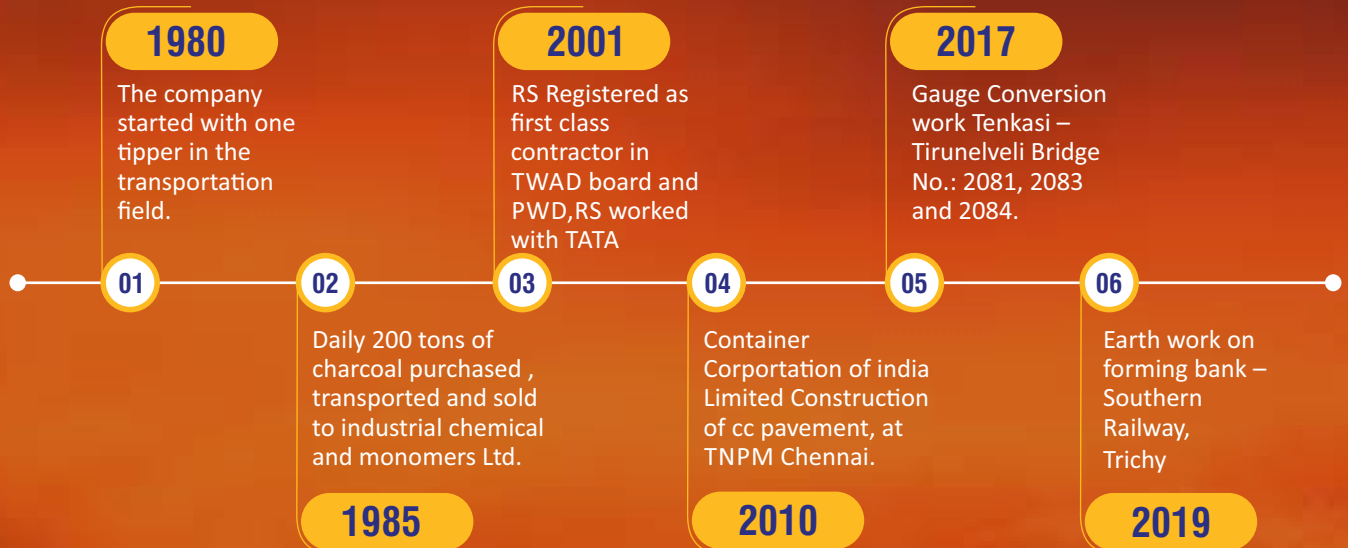 1980
The company
started with one
tipper in the
transportation
field.
01
02
Daily 200 tons of
charcoal purchased ,
transported and sold
to industrial chemical
and monomers Ltd.
1985
2001
RS Registered as
first class
contractor in
TWAD board and
PWD,RS worked
with TATA
03
04
Container
Corportation of india
Limited Construction
of cc pavement, at
TNPM Chennai.
2010
2017
Gauge Conversion
work Tenkasi –
Tirunelveli Bridge
No.: 2081, 2083
and 2084.
05
06
Earth work on
forming bank –
Southern
Railway,
Trichy
2019